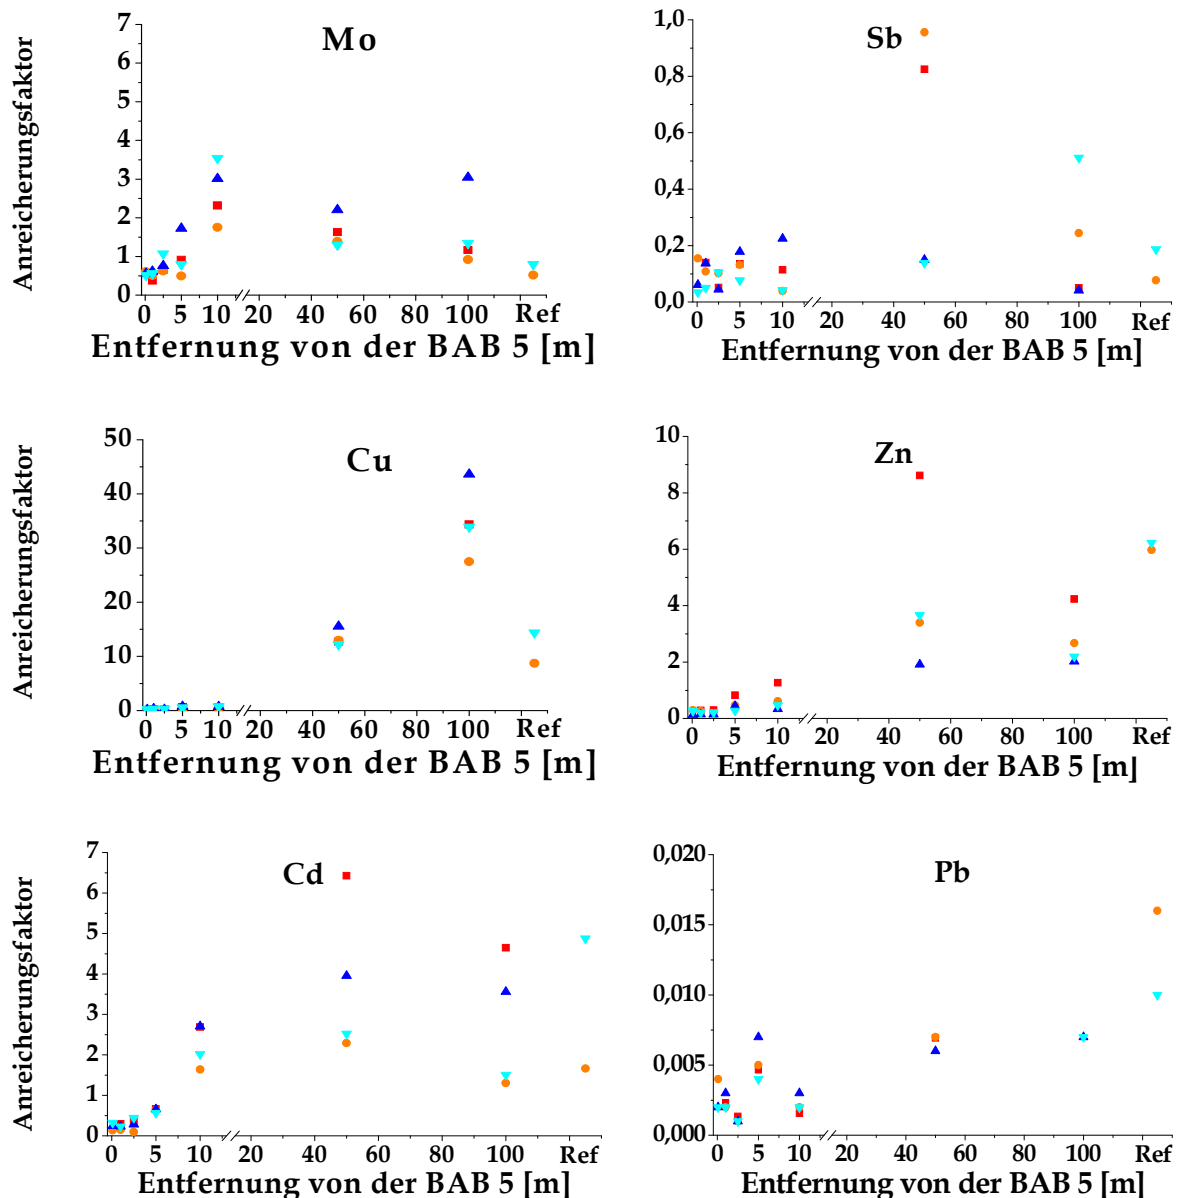 Mo
Anreicherungsfaktor
7
6
5
4
3
2
1
0
0 5 10 20 40 60 80 100 Ref
Entfernung von der BAB 5 [m]
Sb
1,0
0,8
0,6
0,4
0,2
0,0
0 5 10 20 40 60 80 100 Ref
Entfernung von der BAB 5 [m]
Cu
Anreicherungsfaktor
50
40
30
20
10
0
0 5 10 20 40 60 80 100 Ref
Entfernung von der BAB 5 [m]
Zn
10
8
6
4
2
0
0 5 10 20 40 60 80 100 Ref
Entfernung von der BAB 5 [m]
Cd
Anreicherungsfaktor
7
6
5
4
3
2
1
0
0 5 10 20 40 60 80 100 Ref
Entfernung von der BAB 5 [m]
Pb
0,020
0,015
0,010
0,005
0,000
0 5 10 20 40 60 80 100 Ref
Entfernung von der BAB 5 [m]